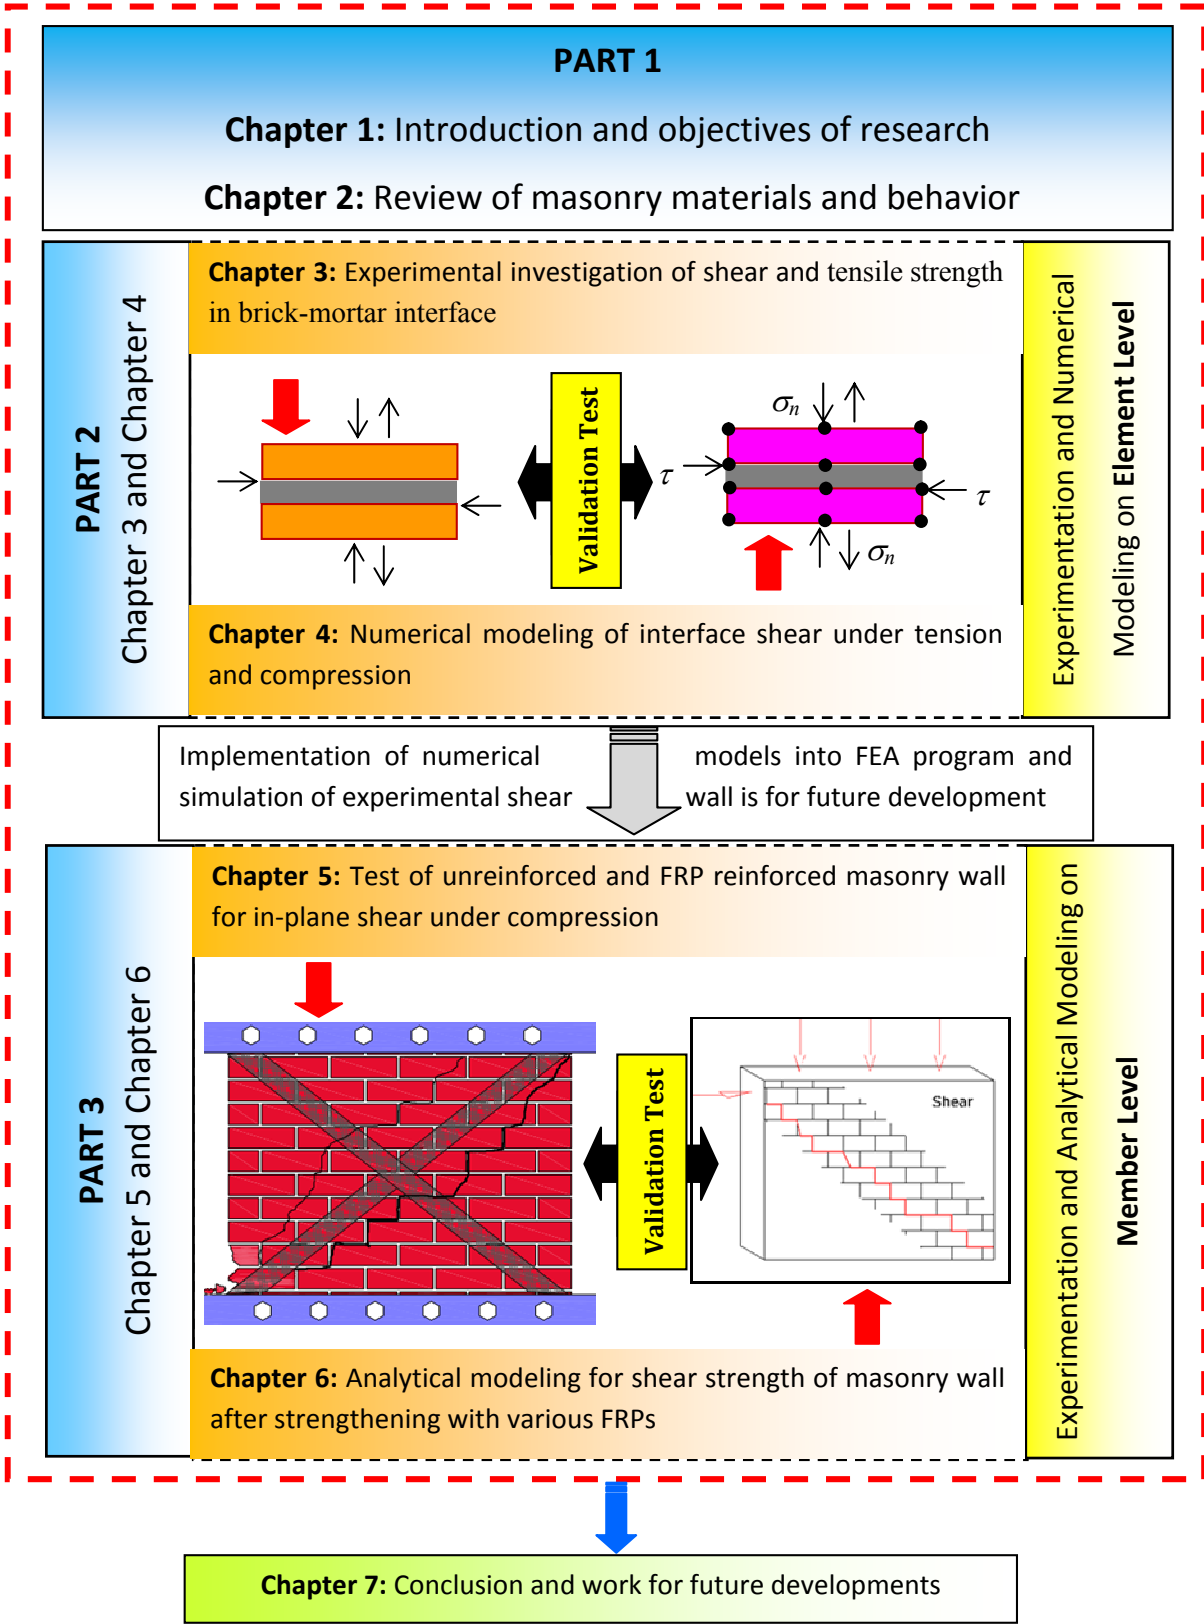 PART 1
Chapter 1: Introduction and objectives of research
Chapter 2: Review of masonry materials and behavior
PART 2
Chapter 3 and Chapter 4
Chapter 3: Experimental investigation of shear and tensile strength
in brick-mortar interface
Validation Test
σn
τ
τ
σn
Chapter 4: Numerical modeling of interface shear under tension
and compression
Experimentation and Numerical
Modeling on Element Level
Implementation of numerical models into FEA program and
simulation of experimental shear wall is for future development
PART 3
Chapter 5 and Chapter 6
Chapter 5: Test of unreinforced and FRP reinforced masonry wall
for in-plane shear under compression
Validation Test
Shear
Chapter 6: Analytical modeling for shear strength of masonry wall
after strengthening with various FRPs
Experimentation and Analytical Modeling on
Member Level
Chapter 7: Conclusion and work for future developments